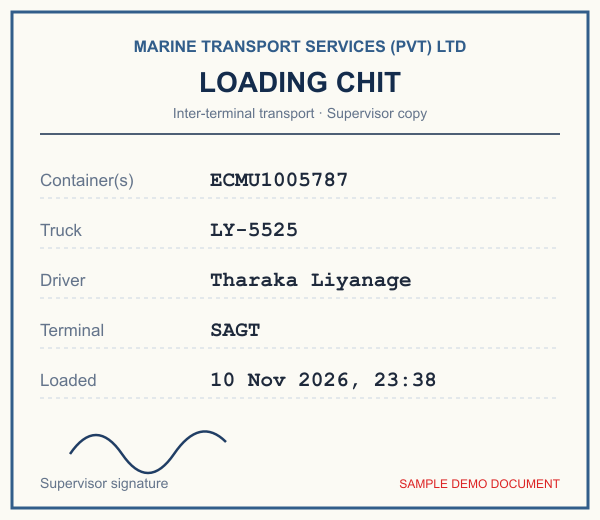 MARINE TRANSPORT SERVICES (PVT) LTD
LOADING CHIT
Inter-terminal transport · Supervisor copy
Container(s) ECMU1005787
Truck LY-5525
Driver Tharaka Liyanage
Terminal SAGT
Loaded 10 Nov 2026, 23:38
Supervisor signature SAMPLE DEMO DOCUMENT